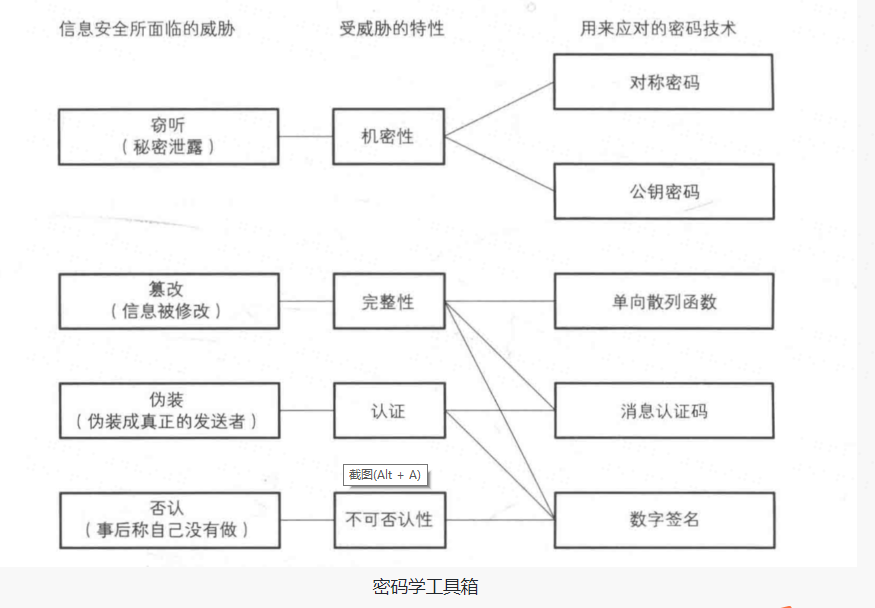 信息安全所面临的威胁
受威胁的特性
用来应对的密码技术
对称密码
窃听
（秘密泄露）
机密性
公钥密码
篡改
（信息被修改）
完整性
单向散列函数
伪装
（伪装成真正的发送者）
认证
消息认证码
截图(Alt + A)
否认
（事后称自己没有做）
不可否认性
数字签名
密码学工具箱